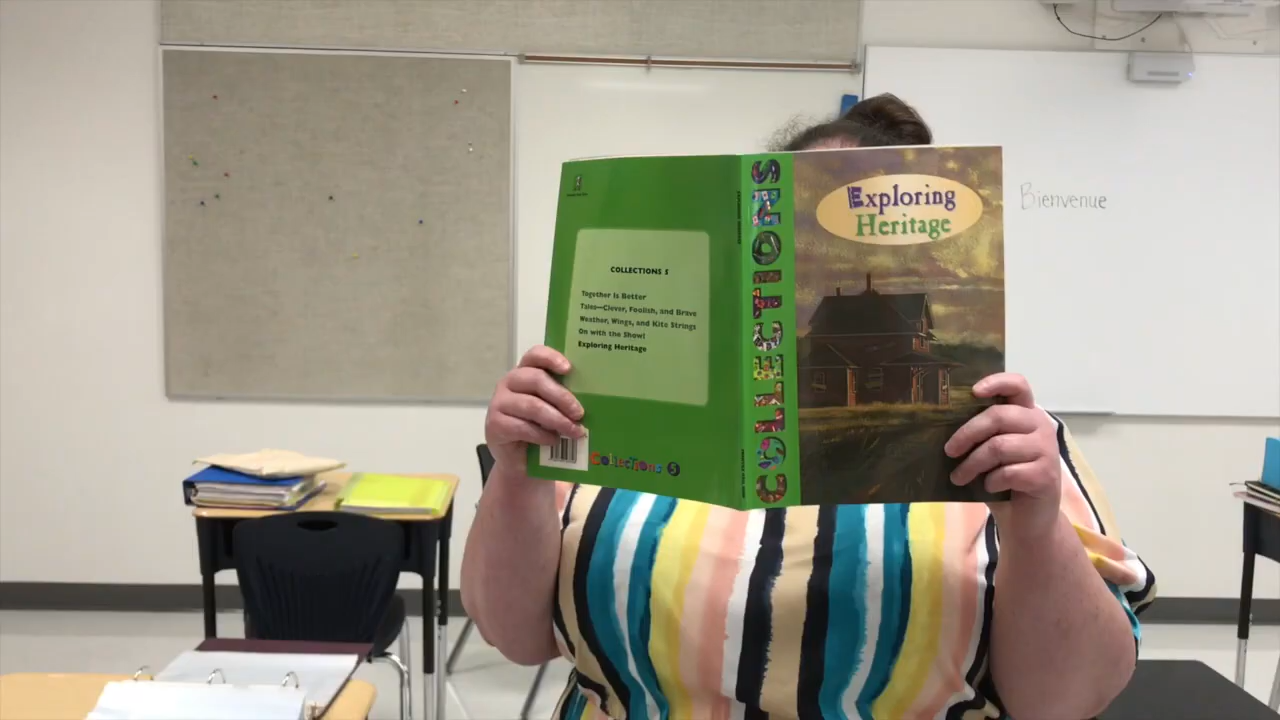 COLLECTIONS 5
Together Is Better
Tales—Clever, Foolish, and Brave
Weather, Wings, and Kite Strings
On with the Show!
Exploring Heritage
Collections 5
COLLECTIONS
Exploring
Heritage
Bienvenue